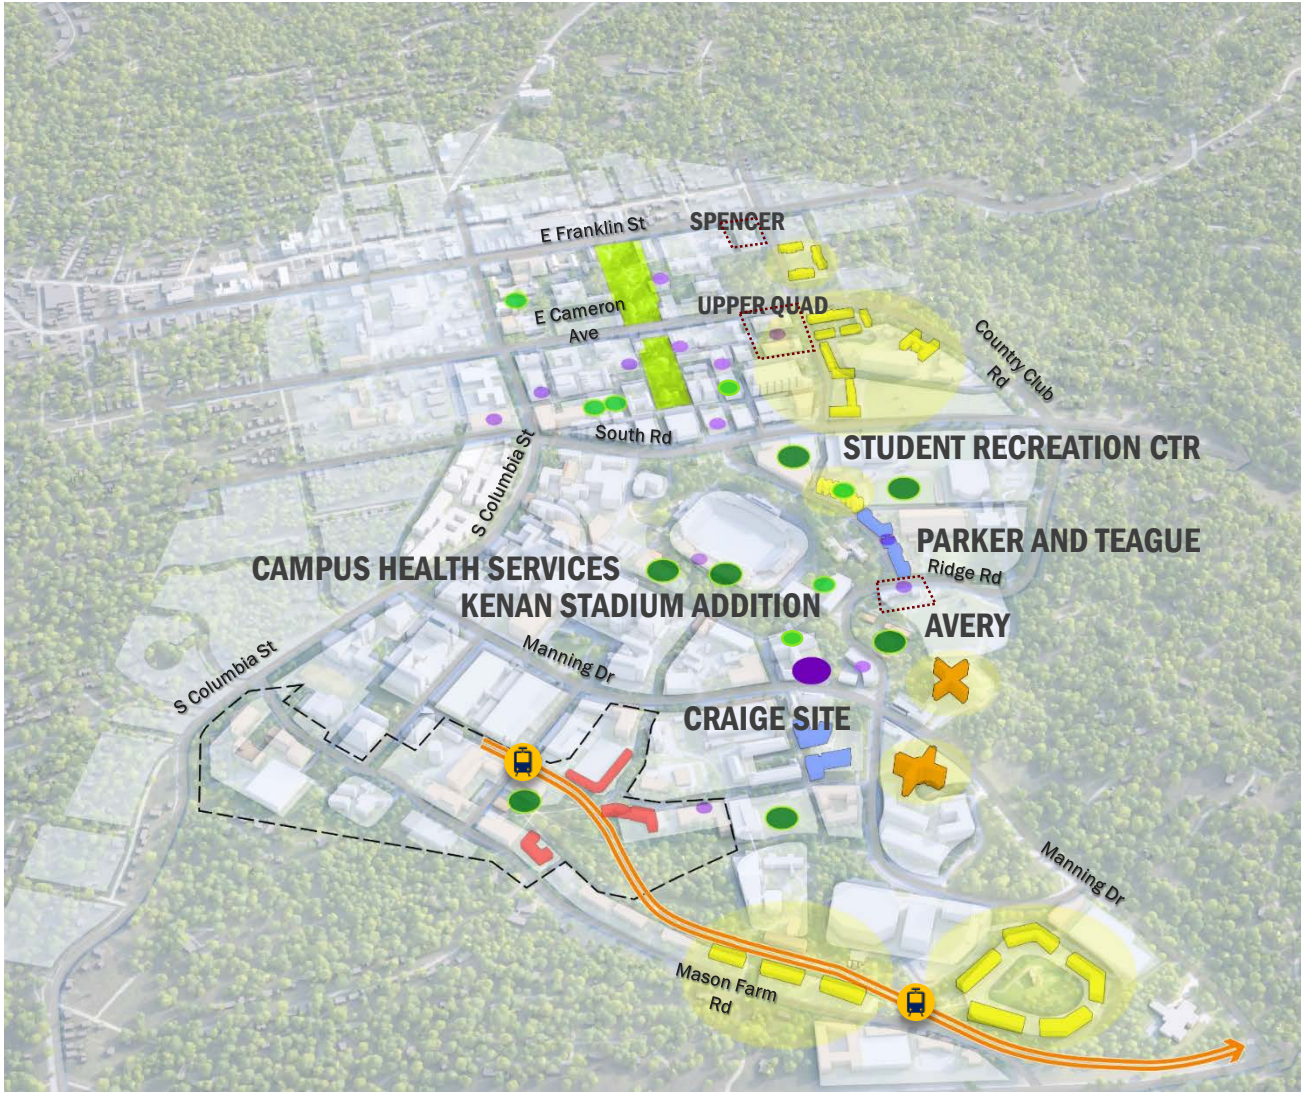 SPENCER
E Franklin St
UPPER QUAD
E Cameron
Ave
Country Club
Rd
South Rd
STUDENT RECREATION CTR
S Columbia St
PARKER AND TEAGUE
CAMPUS HEALTH SERVICES
Ridge Rd
KENAN STADIUM ADDITION
AVERY
Manning Dr
S Columbia St
CRAIGE SITE
Manning Dr
Mason Farm
Rd